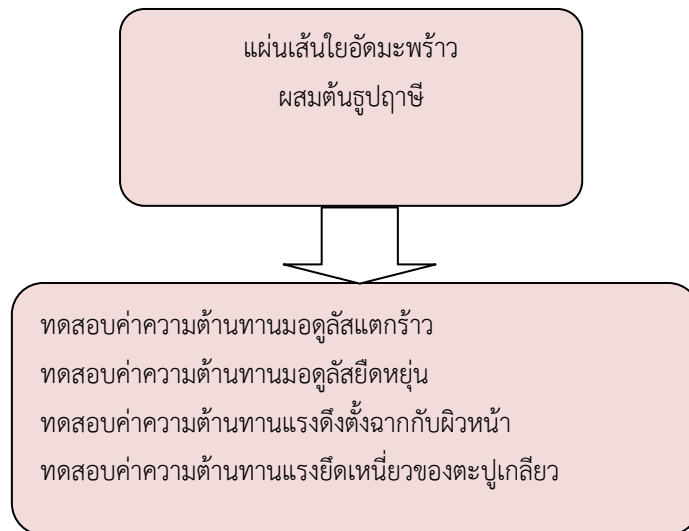 แผ่นเส้นใยอัดมะพร้าว
ผสมต้นธูปฤาษี
ทดสอบค่าความต้านทานมอดูลัสแตกร้าว
ทดสอบค่าความต้านทานมอดูลัสยืดหยุ่น
ทดสอบค่าความต้านทานแรงดึงตั้งฉากกับผิวหน้า
ทดสอบค่าความต้านทานแรงยึดเหนี่ยวของตะปูเกลียว